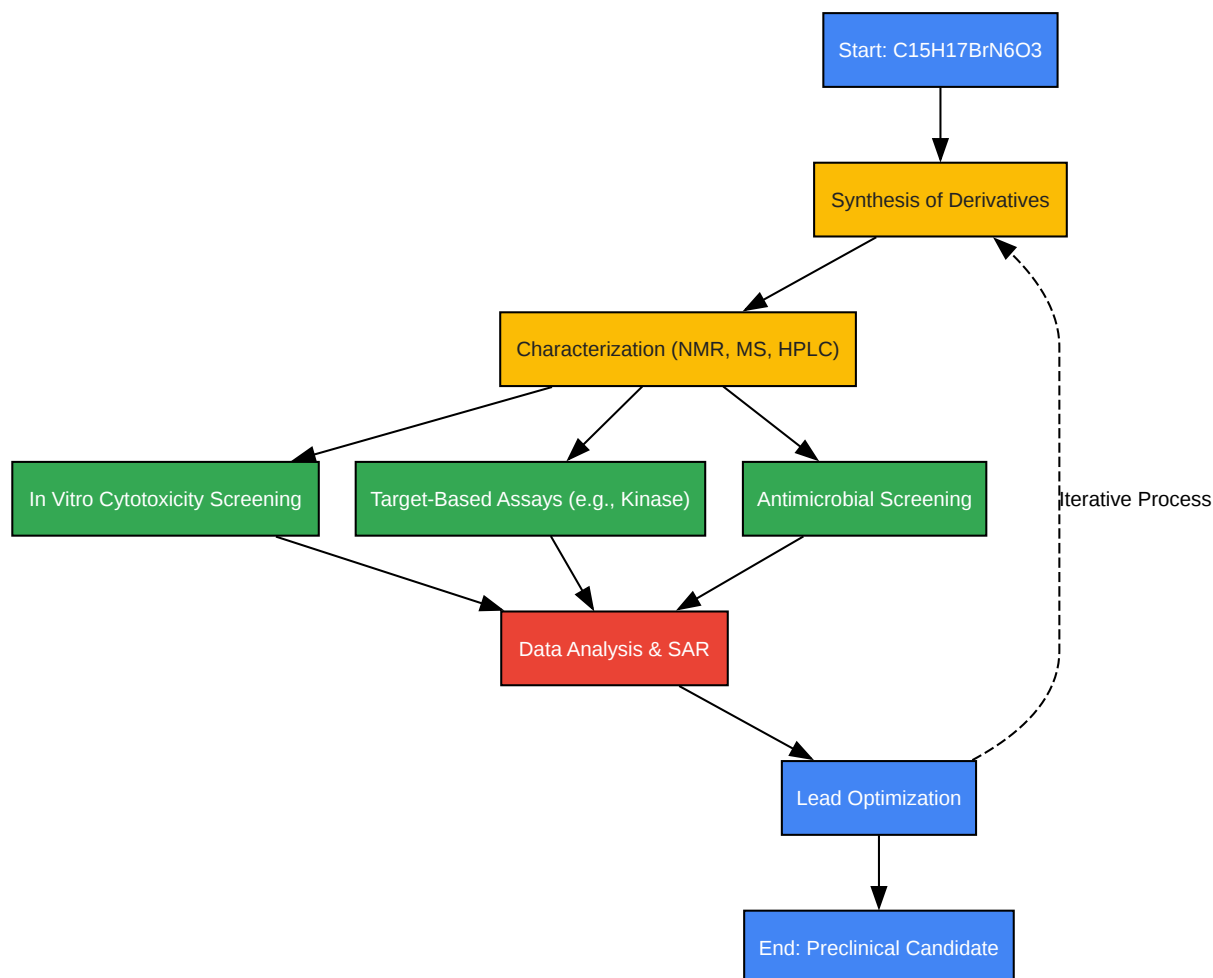 Start: C15H17BrN6O3
Synthesis of Derivatives
Characterization (NMR, MS, HPLC)
In Vitro Cytotoxicity Screening
Target-Based Assays (e.g., Kinase)
Antimicrobial Screening
Iterative Process
Data Analysis & SAR
Lead Optimization
End: Preclinical Candidate